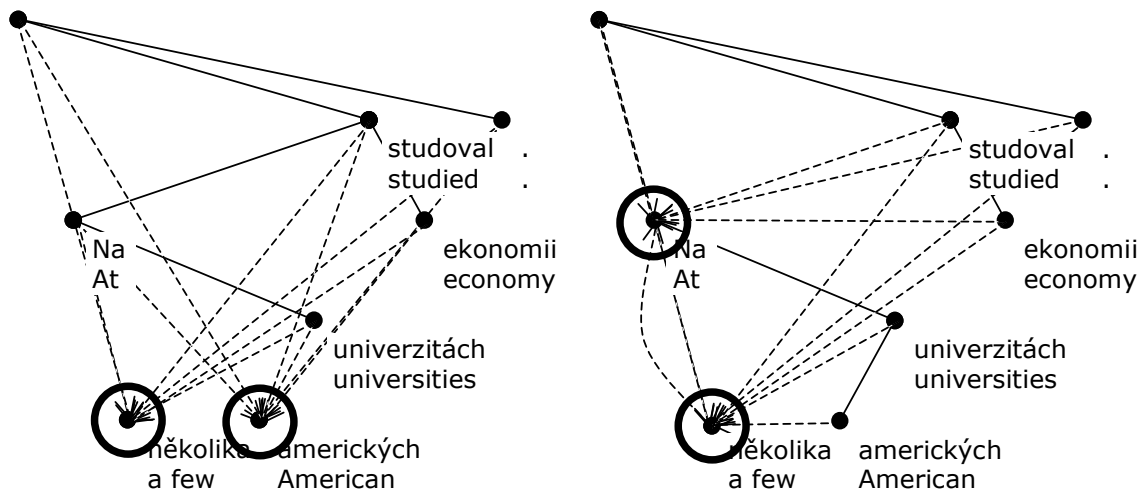 studoval .
studied .
Na
At
ekonomii
economy
univerzitách
universities
několika
a few
amerických
American
studoval .
studied .
Na
At
ekonomii
economy
univerzitách
universities
několika
a few
amerických
American